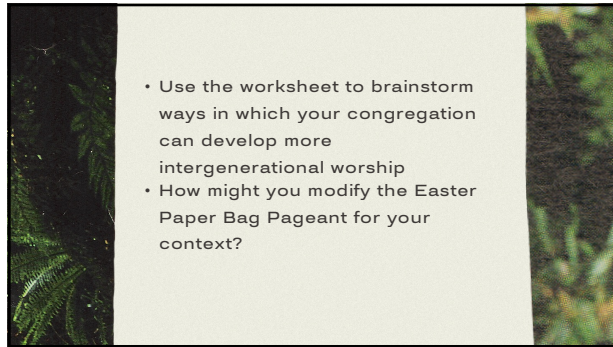 • Use the worksheet to brainstorm
ways in which your congregation
can develop more
intergenerational worship
• How might you modify the Easter
Paper Bag Pageant for your
context?